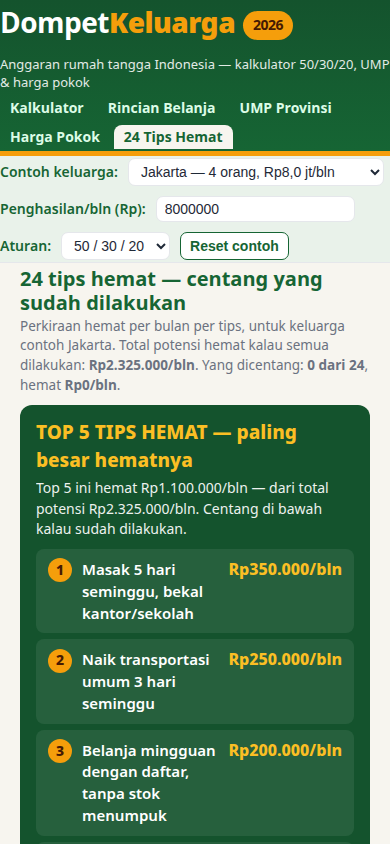 DompetKeluarga 2026
Anggaran rumah tangga Indonesia — kalkulator 50/30/20, UMP
& harga pokok
Kalkulator Rincian Belanja UMP Provinsi
Harga Pokok 24 Tips Hemat
Contoh keluarga: Jakarta — 4 orang, Rp8,0 jt/bln
Penghasilan/bln (Rp): 8000000
Aturan: 50 / 30 / 20 Reset contoh
24 tips hemat — centang yang
sudah dilakukan
Perkiraan hemat per bulan per tips, untuk keluarga
contoh Jakarta. Total potensi hemat kalau semua
dilakukan: Rp2.325.000/bln. Yang dicentang: 0 dari 24,
hemat Rp0/bln.
TOP 5 TIPS HEMAT — paling
besar hematnya
Top 5 ini hemat Rp1.100.000/bln — dari total
potensi Rp2.325.000/bln. Centang di bawah
kalau sudah dilakukan.
1 Masak 5 hari Rp350.000/bln
seminggu, bekal
kantor/sekolah
2 Naik transportasi Rp250.000/bln
umum 3 hari
seminggu
3 Belanja mingguan Rp200.000/bln
dengan daftar,
tanpa stok
menumpuk